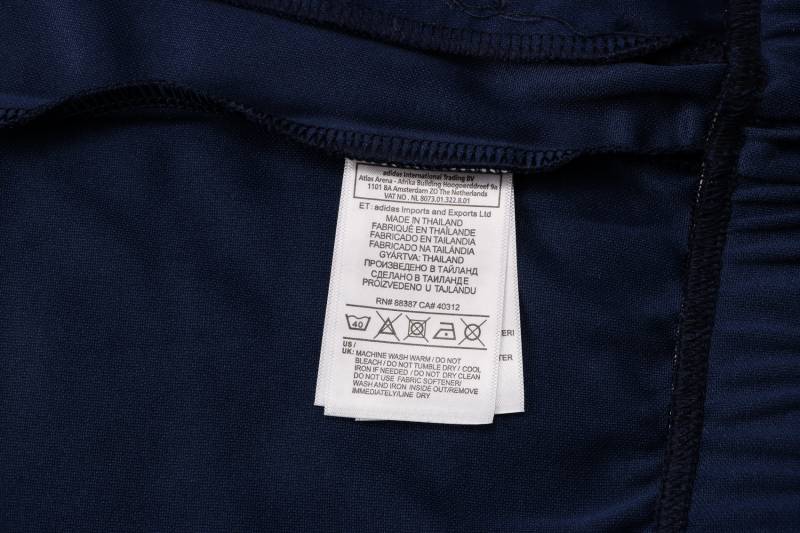 adidas International Trading BV
Atlas Arena - Afrika Building Hoogoorddreef 9a
1101 BA Amsterdam ZO The Netherlands
VAT NO. NL 8073.01.322.8.01
ET: adidas Imports and Exports Ltd
MADE IN THAILAND
FABRIQUÉ EN THAÏLANDE
FABRICADO EN TAILANDIA
FABRICADO NA TAILÂNDIA
GYÁRTVA: THAILAND
ПРОИЗВЕДЕНО В ТАЙЛАНД
СДЕЛАНО В ТАИЛАНДЕ
PROIZVEDENO U TAJLANDU
RN# 88387 CA# 40312
40
ERI
TER
US /
UK: MACHINE WASH WARM / DO NOT
BLEACH / DO NOT TUMBLE DRY / COOL
IRON IF NEEDED / DO NOT DRY CLEAN
DO NOT USE FABRIC SOFTENER/
WASH AND IRON INSIDE OUT/REMOVE
IMMEDIATELY/LINE DRY